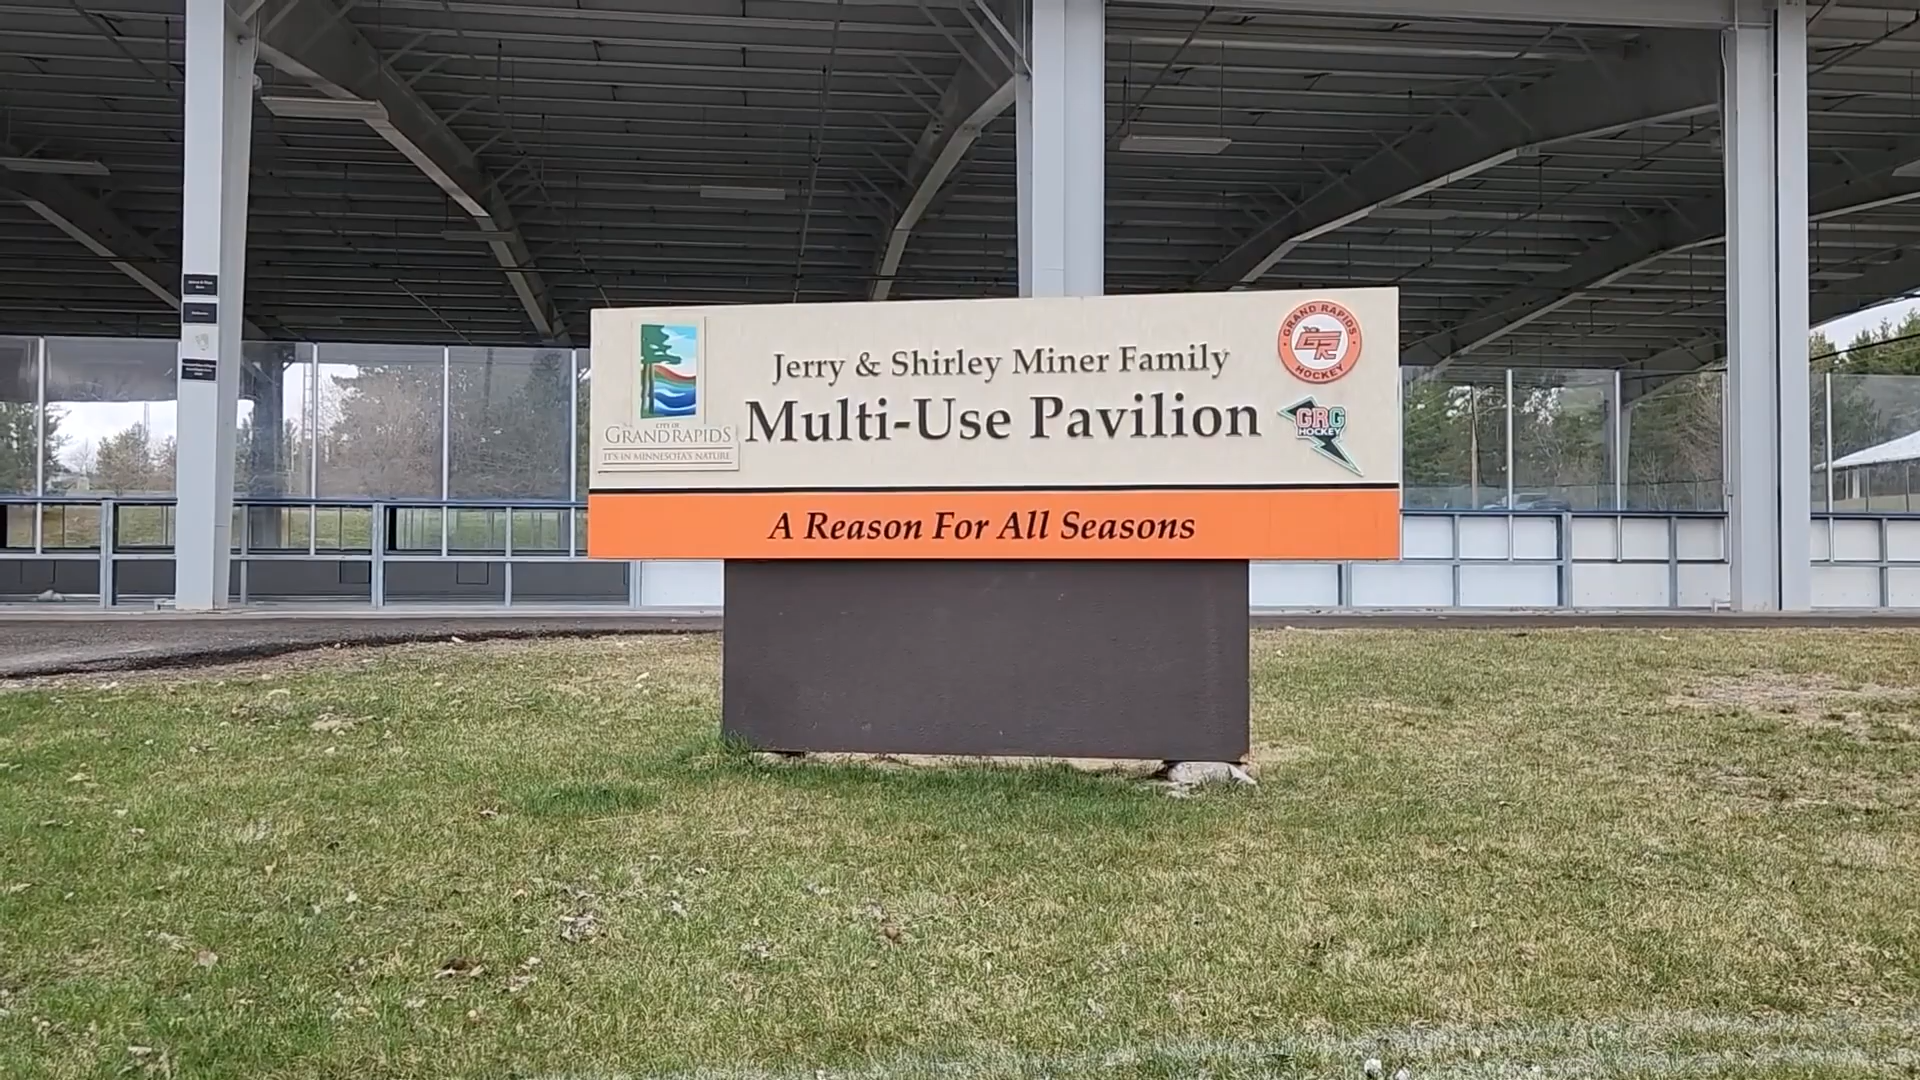 Jerry & Shirley Miner Family
Multi-Use Pavilion
A Reason For All Seasons
CITY OF
GRAND RAPIDS
IT'S IN MINNESOTA'S NATURE
GRAND RAPIDS
GR
HOCKEY
GRG
HOCKEY